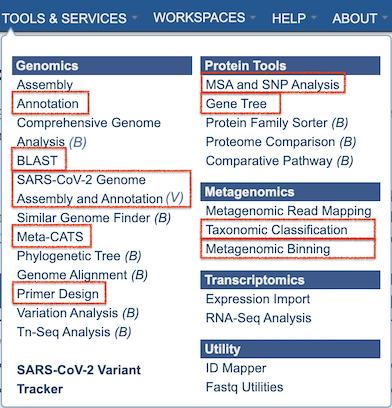 TOOLS & SERVICES WORKSPACES HELP ABOUT
Genomics
Assembly
Annotation
Comprehensive Genome
Analysis (B)
BLAST
SARS-CoV-2 Genome
Assembly and Annotation (V)
Similar Genome Finder (B)
Meta-CATS
Phylogenetic Tree (B)
Genome Alignment (B)
Primer Design
Variation Analysis (B)
Tn-Seq Analysis (B)
SARS-CoV-2 Variant
Tracker
Protein Tools
MSA and SNP Analysis
Gene Tree
Protein Family Sorter (B)
Proteome Comparison (B)
Comparative Pathway (B)
Metagenomics
Metagenomic Read Mapping
Taxonomic Classification
Metagenomic Binning
Transcriptomics
Expression Import
RNA-Seq Analysis
Utility
ID Mapper
Fastq Utilities